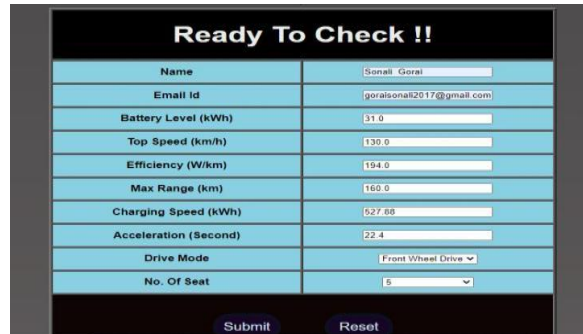 Ready To Check !!
Name Sonali Gorai
Email Id goraisonali2017@gmail.com
Battery Level (kWh) 31.0
Top Speed (km/h) 130.0
Efficiency (W/km) 194.0
Max Range (km) 160.0
Charging Speed (kWh) 527.88
Acceleration (Second) 22.4
Drive Mode Front Wheel Drive
No. Of Seat 5
Submit Reset